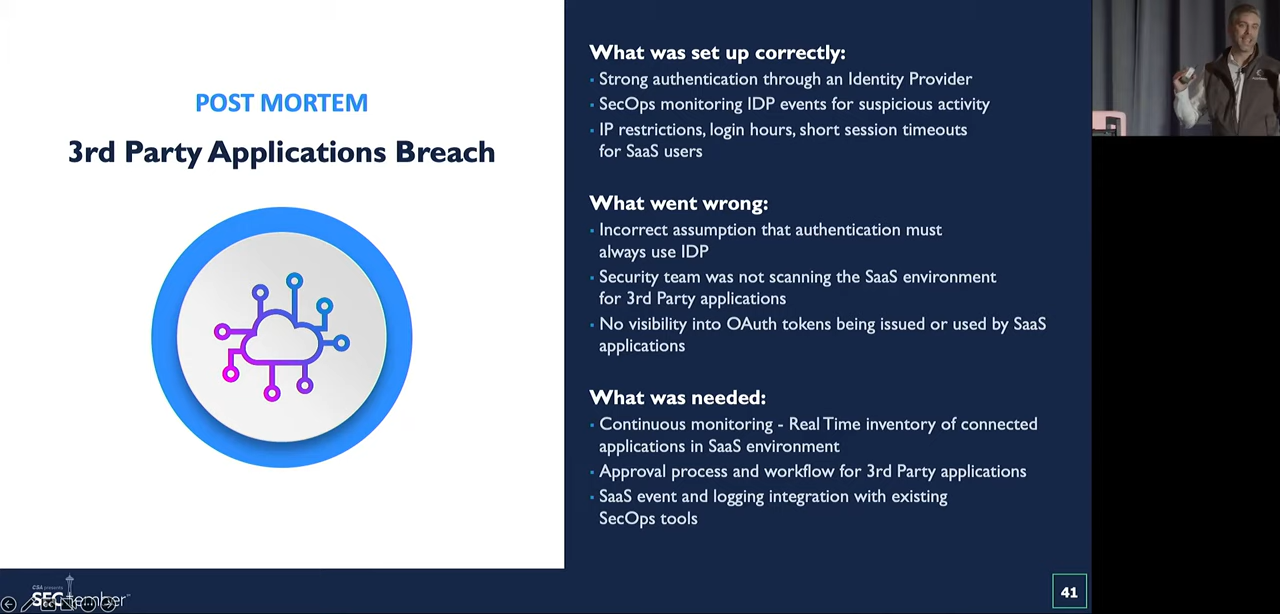 POST MORTEM
3rd Party Applications Breach
What was set up correctly:
▪ Strong authentication through an Identity Provider
▪ SecOps monitoring IDP events for suspicious activity
▪ IP restrictions, login hours, short session timeouts
for SaaS users
What went wrong:
▪ Incorrect assumption that authentication must
always use IDP
▪ Security team was not scanning the SaaS environment
for 3rd Party applications
▪ No visibility into OAuth tokens being issued or used by SaaS
applications
What was needed:
▪ Continuous monitoring - Real Time inventory of connected
applications in SaaS environment
▪ Approval process and workflow for 3rd Party applications
▪ SaaS event and logging integration with existing
SecOps tools
CSA presents
SECtember
41